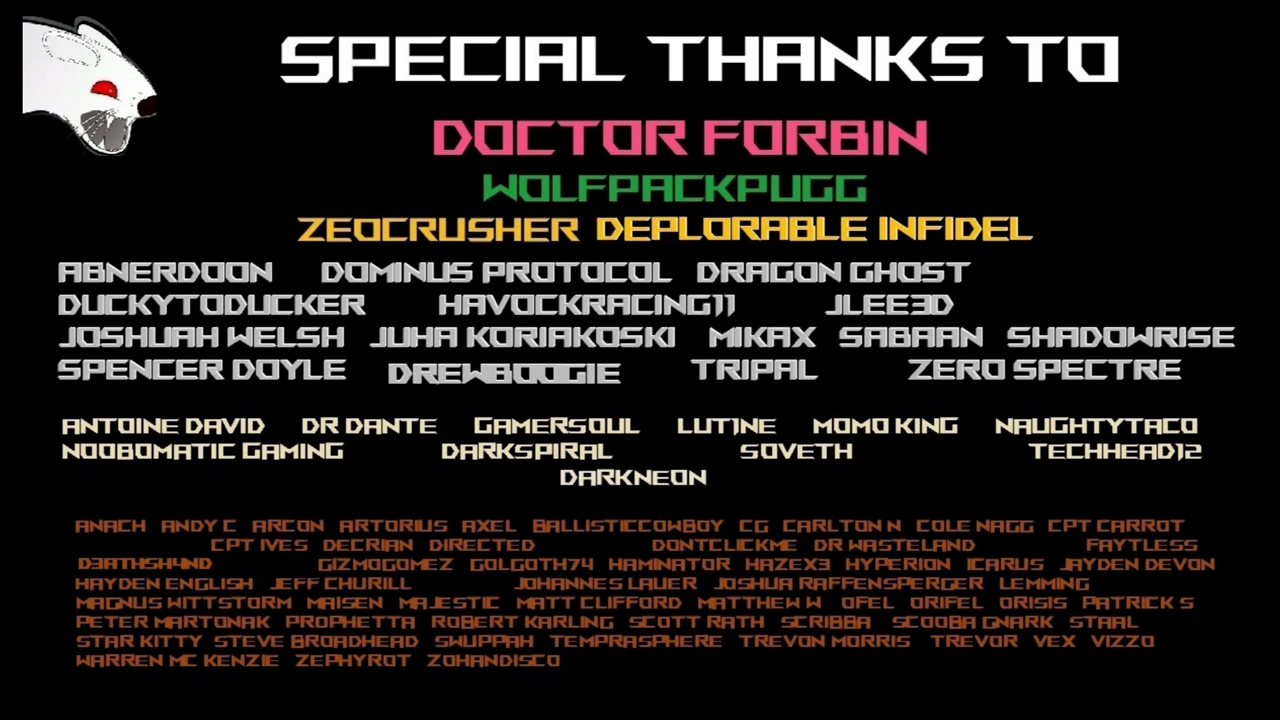 SPECIAL THANKS TO
DOCTOR FORBIN
WOLFPACKPUGG
ZEOCRUSHER DEPLORABLE INFIDEL
ABNERDOON DOMINUS PROTOCOL DRAGON GHOST
DUCKYTODUCKER HAVOCKRACING11 JLEE3D
JOSHUAH WELSH JUHA KORIAKOSKI MIKAX SABAAN SHADOWRISE
SPENCER DOYLE DREWBOOGIE TRIPAL ZERO SPECTRE
ANTOINE DAVID DR DANTE GAMERSOUL LUT1NE MOMO KING NAUGHTYTACO
NOOBOMATIC GAMING DARKSPIRAL SOVETH TECHHEAD12
DARKNEON
ANACH ANDY C ARCON ARTORIUS AXEL BALLISTICCOWBOY CG CARLTON N COLE NAGG CPT CARROT
CPT IVES DECRIAN DIRECTED DONTCLICKME DR WASTELAND FAYTLESS
D3ATHSH4ND GIZMOGOMEZ GOLGOTH74 HAMINATOR HAZEX3 HYPERION ICARUS JAYDEN DEVON
HAYDEN ENGLISH JEFF CHURILL JOHANNES LAUER JOSHUA RAFFENSPERGER LEMMING
MAGNUS WITTSTORM MAISEN MAJESTIC MATT CLIFFORD MATTHEW W OFEL ORIFEL ORISIS PATRICK S
PETER MARTONAK PROPHETTA ROBERT KARLING SCOTT RATH SCRIBBA SCOOBA GNARK STAAL
STAR KITTY STEVE BROADHEAD SWUPPAH TEMPRASPHERE TREVON MORRIS TREVOR VEX VIZZO
WARREN MC KENZIE ZEPHYROT ZOHANDISCO